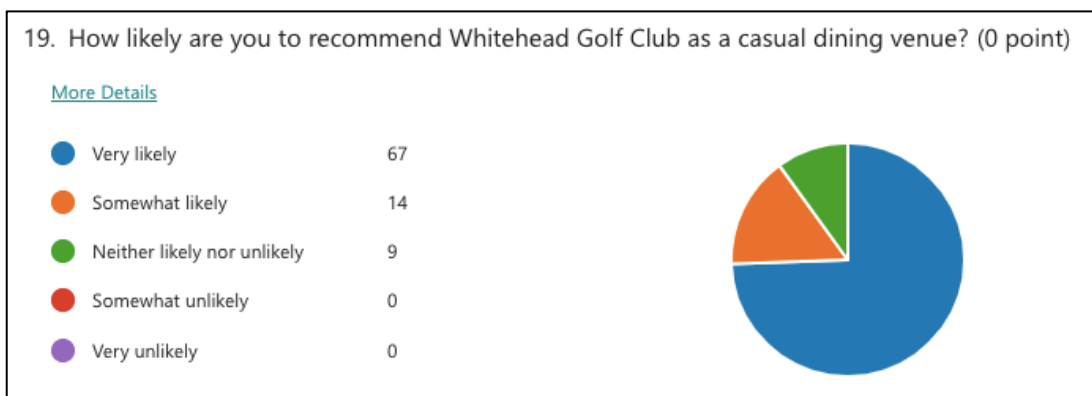 19. How likely are you to recommend Whitehead Golf Club as a casual dining venue? (0 point)
More Details
Very likely 67
Somewhat likely 14
Neither likely nor unlikely 9
Somewhat unlikely 0
Very unlikely 0